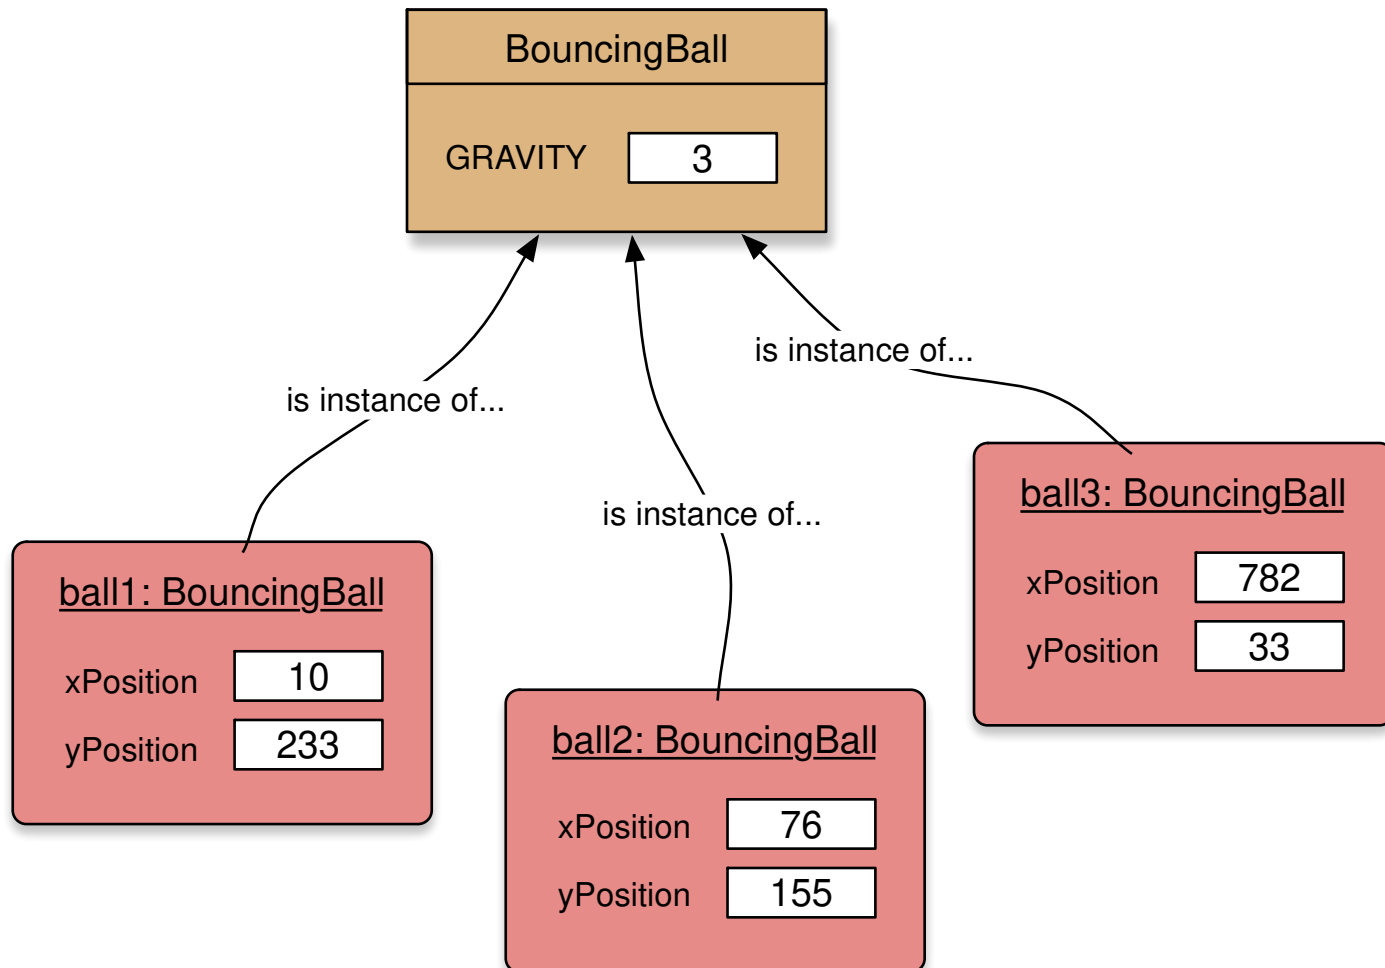 BouncingBall
GRAVITY 3
is instance of...
is instance of...
is instance of...
ball1: BouncingBall
xPosition 10
yPosition 233
ball2: BouncingBall
xPosition 76
yPosition 155
ball3: BouncingBall
xPosition 782
yPosition 33